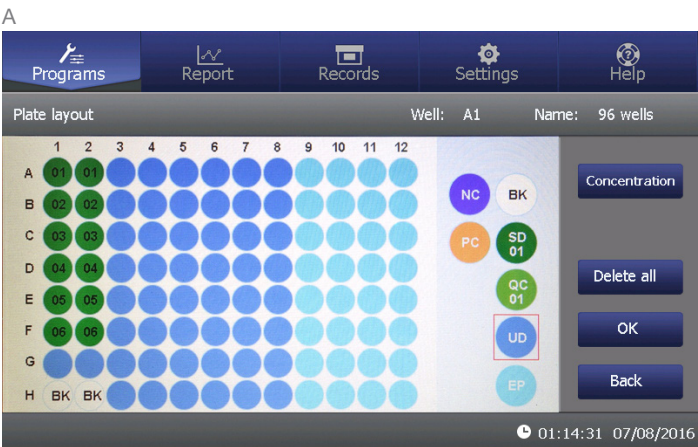 A
Programs Report Records Settings Help
Plate layout Well: A1 Name: 96 wells
1 2 3 4 5 6 7 8 9 10 11 12
A 01 01
B 02 02
C 03 03
D 04 04
E 05 05
F 06 06
G
H BK BK
NC BK
PC SD
01
QC
01
UD
EP
Concentration
Delete all
OK
Back
01:14:31 07/08/2016